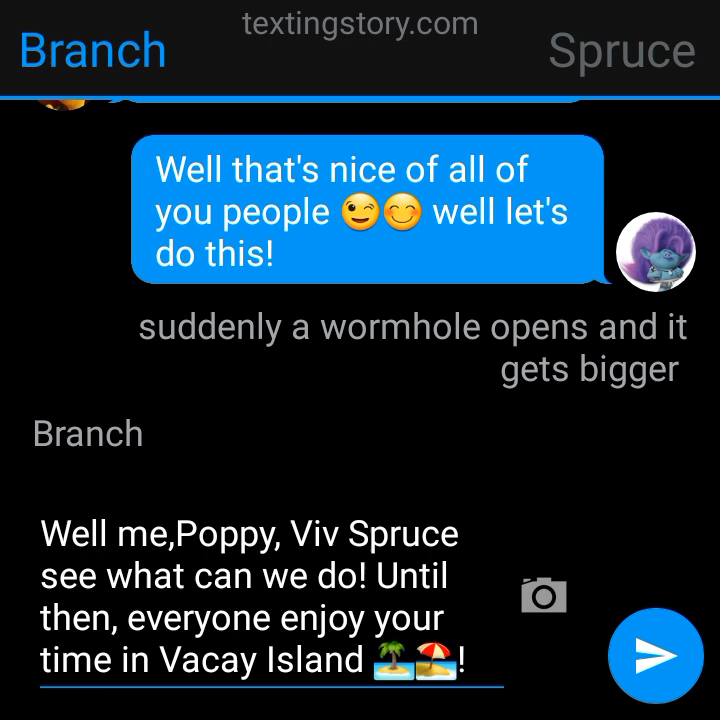 textingstory.com
Branch
Spruce
Well that's nice of all of
you people 😉😊 well let's
do this!
suddenly a wormhole opens and it
gets bigger
Branch
Well me,Poppy, Viv Spruce
see what can we do! Until
then, everyone enjoy your
time in Vacay Island 🏝️🏖️!